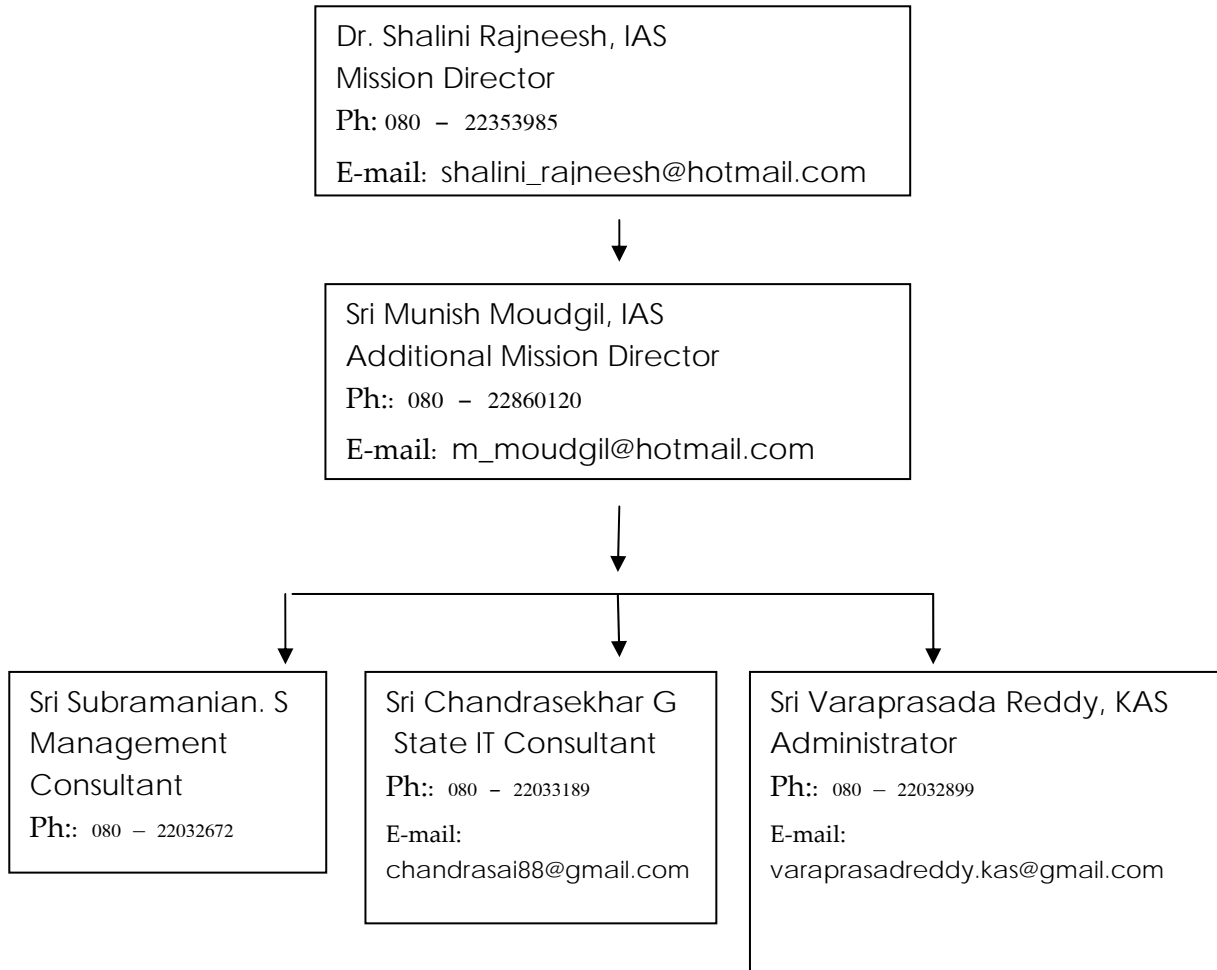 Dr. Shalini Rajneesh, IAS
Mission Director
Ph: 080 – 22353985
E-mail: shalini_rajneesh@hotmail.com
Sri Munish Moudgil, IAS
Additional Mission Director
Ph:: 080 – 22860120
E-mail: m_moudgil@hotmail.com
Sri Subramanian. S
Management
Consultant
Ph:: 080 – 22032672
Sri Chandrasekhar G
State IT Consultant
Ph:: 080 – 22033189
E-mail:
chandrasai88@gmail.com
Sri Varaprasada Reddy, KAS
Administrator
Ph:: 080 – 22032899
E-mail:
varaprasadreddy.kas@gmail.com